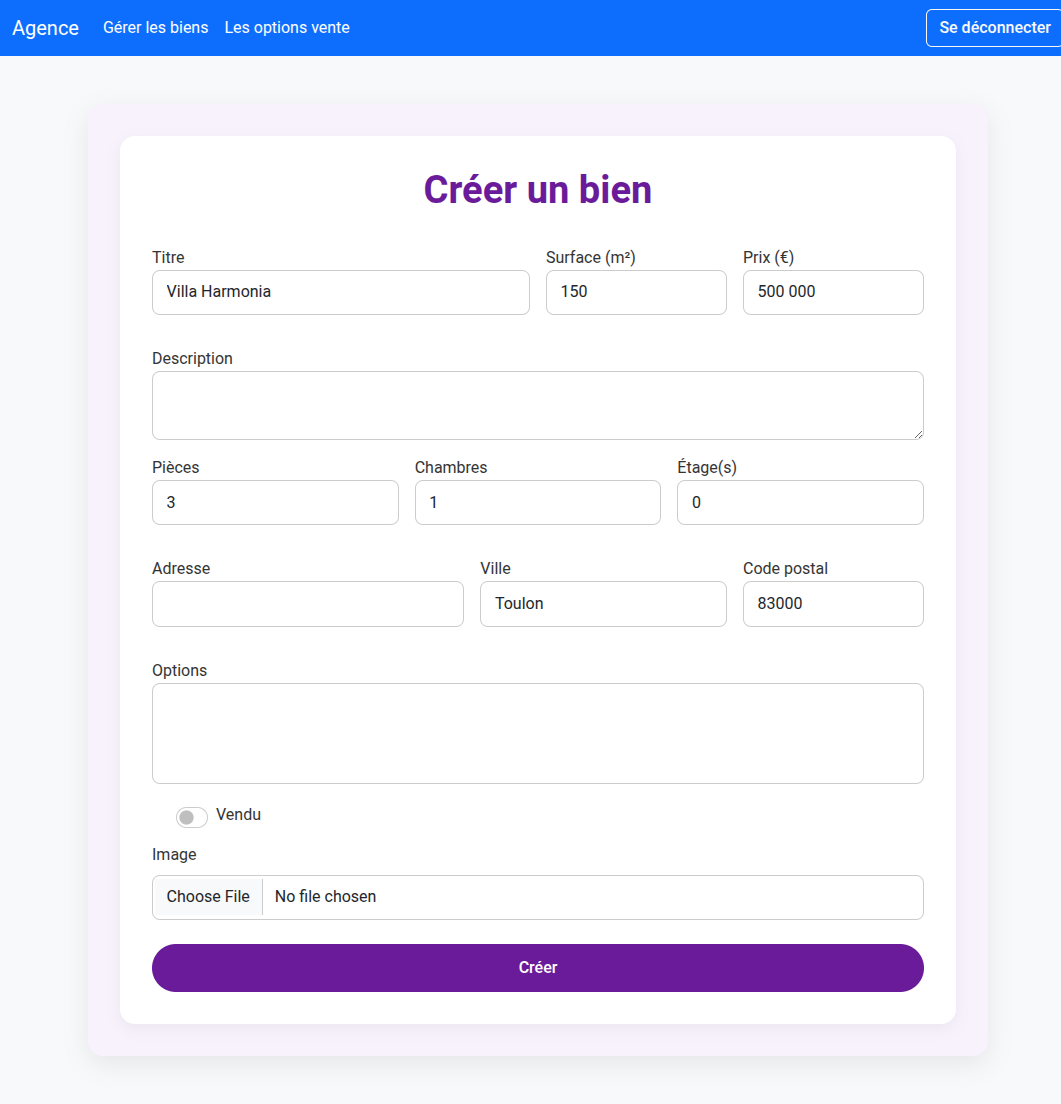 Agence Gérer les biens Les options vente Se déconnecter
Créer un bien
Titre Surface (m²) Prix (€)
Villa Harmonia 150 500 000
Description
Pièces Chambres Étage(s)
3 1 0
Adresse Ville Code postal
Toulon 83000
Options
Vendu
Image
Choose File No file chosen
Créer